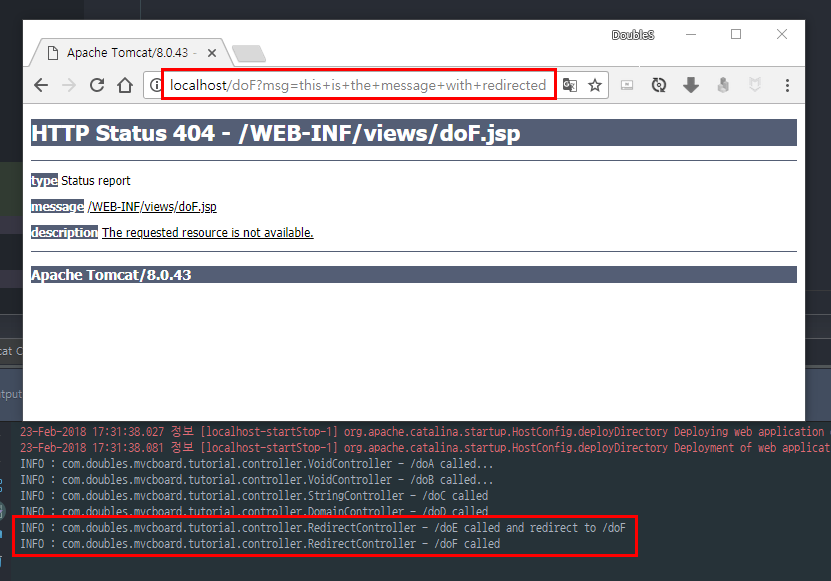 DoubleS
Apache Tomcat/8.0.43 -
localhost/doF?msg=this+is+the+message+with+redirected
HTTP Status 404 - /WEB-INF/views/doF.jsp
type Status report
message /WEB-INF/views/doF.jsp
description The requested resource is not available.
Apache Tomcat/8.0.43
cat C
utput
23-Feb-2018 17:31:38.027 정보 [localhost-startStop-1] org.apache.catalina.startup.HostConfig.deployDirectory Deploying web application
23-Feb-2018 17:31:38.081 정보 [localhost-startStop-1] org.apache.catalina.startup.HostConfig.deployDirectory Deployment of web applicat
INFO : com.doubles.mvcboard.tutorial.controller.VoidController - /doA called...
INFO : com.doubles.mvcboard.tutorial.controller.VoidController - /doB called...
INFO : com.doubles.mvcboard.tutorial.controller.StringController - /doC called
INFO : com.doubles.mvcboard.tutorial.controller.DomainController - /doD called
INFO : com.doubles.mvcboard.tutorial.controller.RedirectController - /doE called and redirect to /doF
INFO : com.doubles.mvcboard.tutorial.controller.RedirectController - /doF called